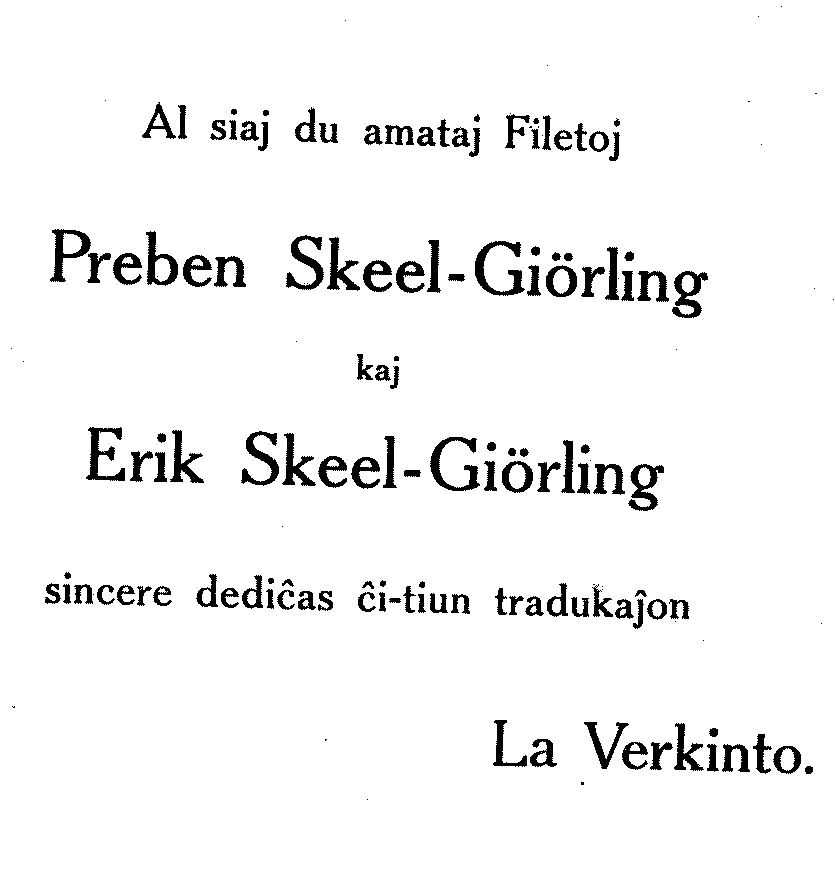 Al siaj du amataj Filetoj
Preben Skeel-Giörling
kaj
Erik Skeel-Giörling
sincere dediĉas ĉi-tiun tradukaĵon
La Verkinto.